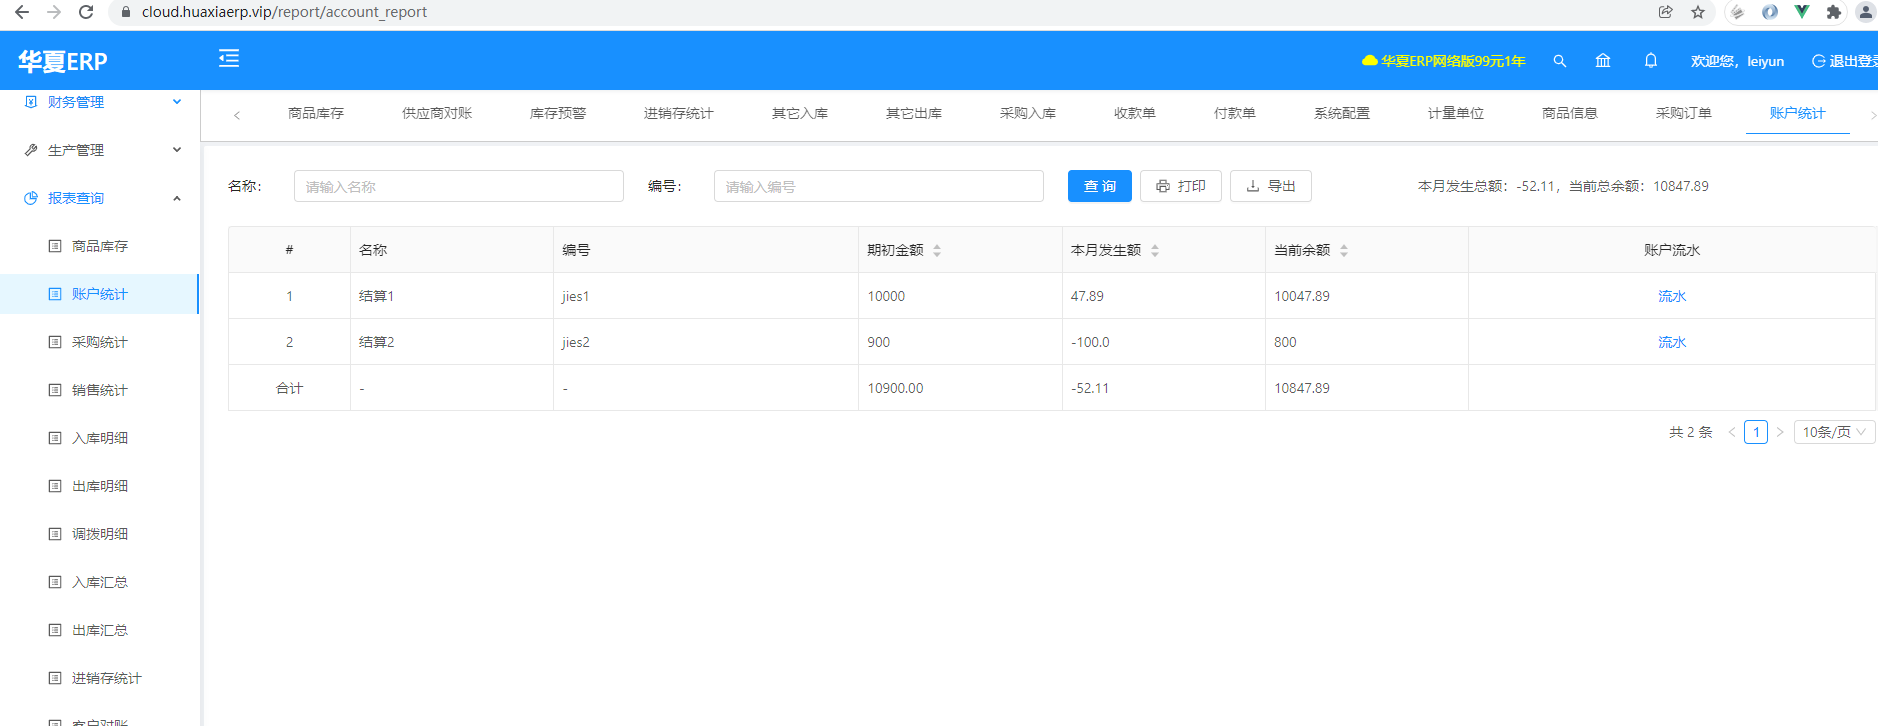 cloud.huaxiaerp.vip/report/account_report
华夏ERP
华夏ERP网络版99元1年
欢迎您，leiyun
退出登录
财务管理
生产管理
报表查询
商品库存
账户统计
采购统计
销售统计
入库明细
出库明细
调拨明细
入库汇总
出库汇总
进销存统计
客户对账
商品库存 供应商对账 库存预警 进销存统计 其它入库 其它出库 采购入库 收款单 付款单 系统配置 计量单位 商品信息 采购订单 账户统计
名称： 请输入名称 编号： 请输入编号 查 询 打印 导出 本月发生总额：-52.11，当前总余额：10847.89
# 名称 编号 期初金额 本月发生额 当前余额 账户流水
1 结算1 jies1 10000 47.89 10047.89 流水
2 结算2 jies2 900 -100.0 800 流水
合计 - - 10900.00 -52.11 10847.89
共 2 条 1 10条/页